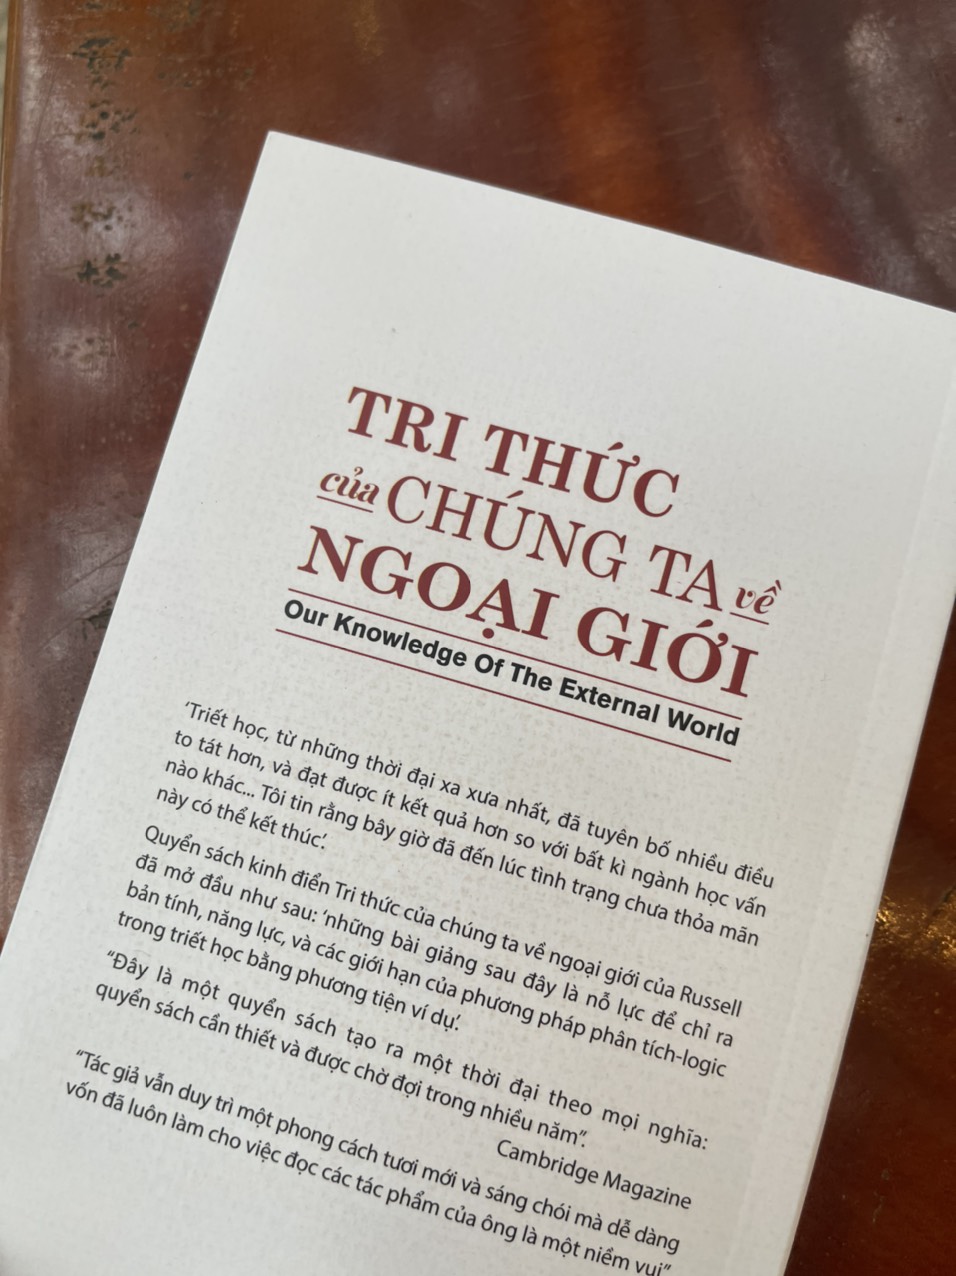 TRI THỨC
của CHÚNG TA về
NGOẠI GIỚI
Our Knowledge Of The External World
‘Triết học, từ những thời đại xa xưa nhất, đã tuyên bố nhiều điều
to tát hơn, và đạt được ít kết quả hơn so với bất kì ngành học vấn
nào khác... Tôi tin rằng bây giờ đã đến lúc tình trạng chưa thỏa mãn
này có thể kết thúc’.
Quyển sách kinh điển Tri thức của chúng ta về ngoại giới của Russell
đã mở đầu như sau: ‘những bài giảng sau đây là nỗ lực để chỉ ra
bản tính, năng lực, và các giới hạn của phương pháp phân tích-logic
trong triết học bằng phương tiện ví dụ’.
“Đây là một quyển sách tạo ra một thời đại theo mọi nghĩa:
quyển sách cần thiết và được chờ đợi trong nhiều năm”.
Cambridge Magazine
“Tác giả vẫn duy trì một phong cách tươi mới và sáng chói mà dễ dàng
vốn đã luôn làm cho việc đọc các tác phẩm của ông là một niềm vui”